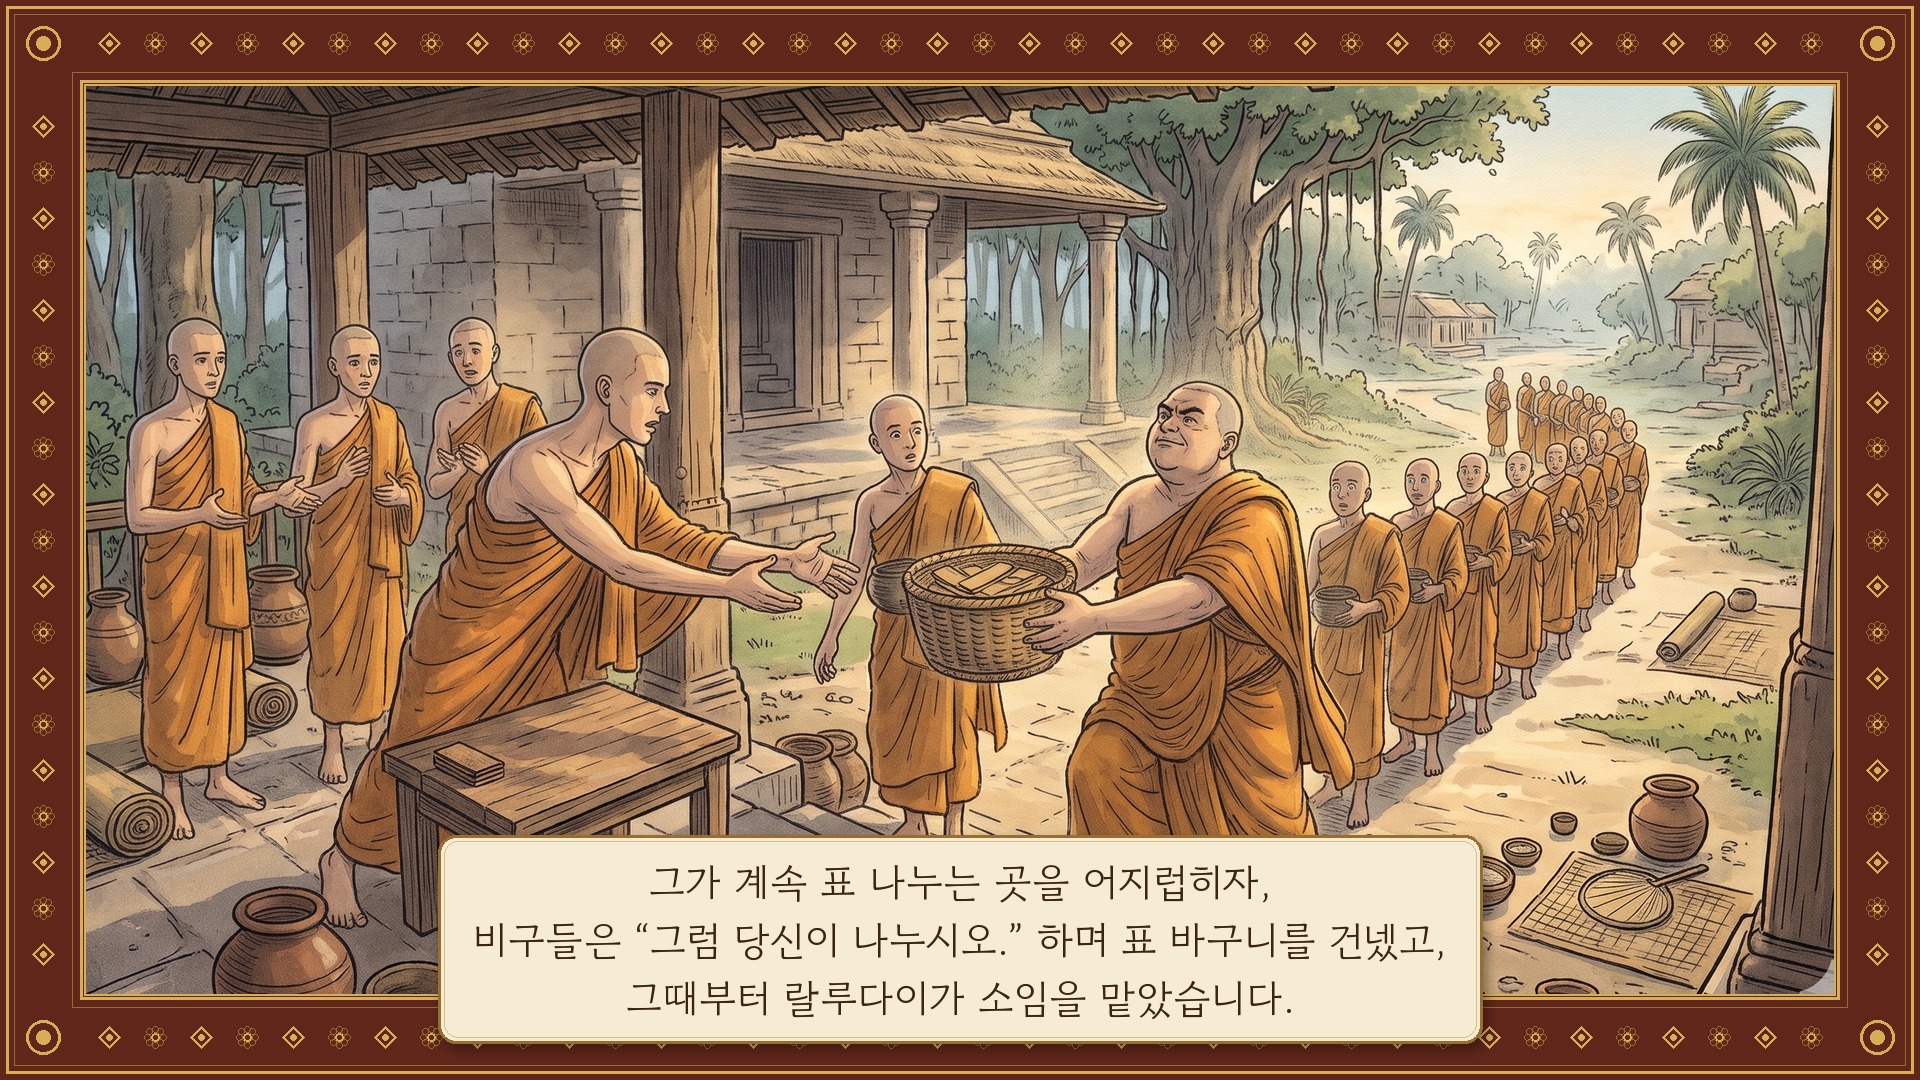 그가 계속 표 나누는 곳을 어지럽히자,
비구들은 “그럼 당신이 나누시오.” 하며 표 바구니를 건넸고,
그때부터 랄루다이가 소임을 맡았습니다.